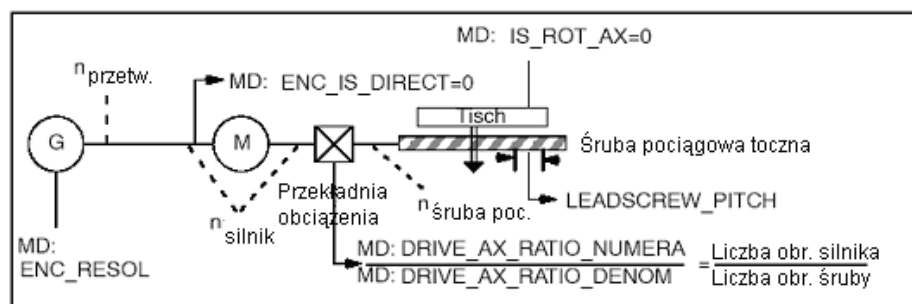 MD: IS_ROT_AX=0
n przetw.
MD: ENC_IS_DIRECT=0
Tisch
G
M
Śruba pociągowa toczna
Przekładnia
obciążenia
n silnik
n śruba poc.
LEADSCREW_PITCH
MD:
ENC_RESOL
MD: DRIVE_AX_RATIO_NUMERA = Liczba obr. silnika
MD: DRIVE_AX_RATIO_DENOM Liczba obr. śruby